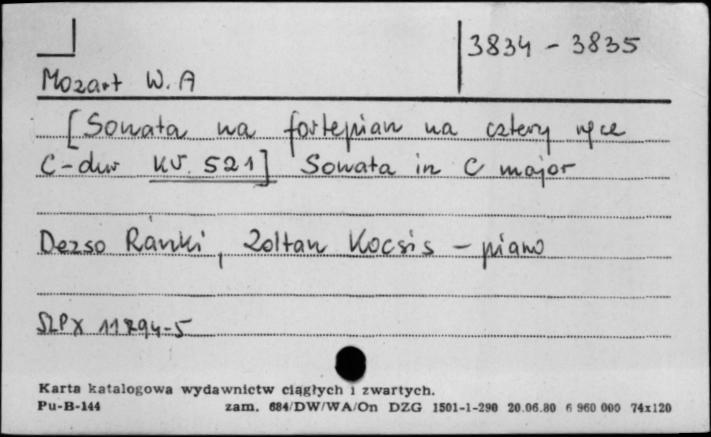 3834 - 3835
Mozart W. A
[Sonata na fortepian na cztery ręce
C-dur KV. 521] Sonata in C major
Dezso Ránki, Zoltan Kocsis - piano
SLPX 11794-5
Karta katalogowa wydawnictw ciągłych i zwartych.
Pu-B-144 zam. 684/DW/WA/On DZG 1501-1-290 20.06.80 6 960 000 74x120